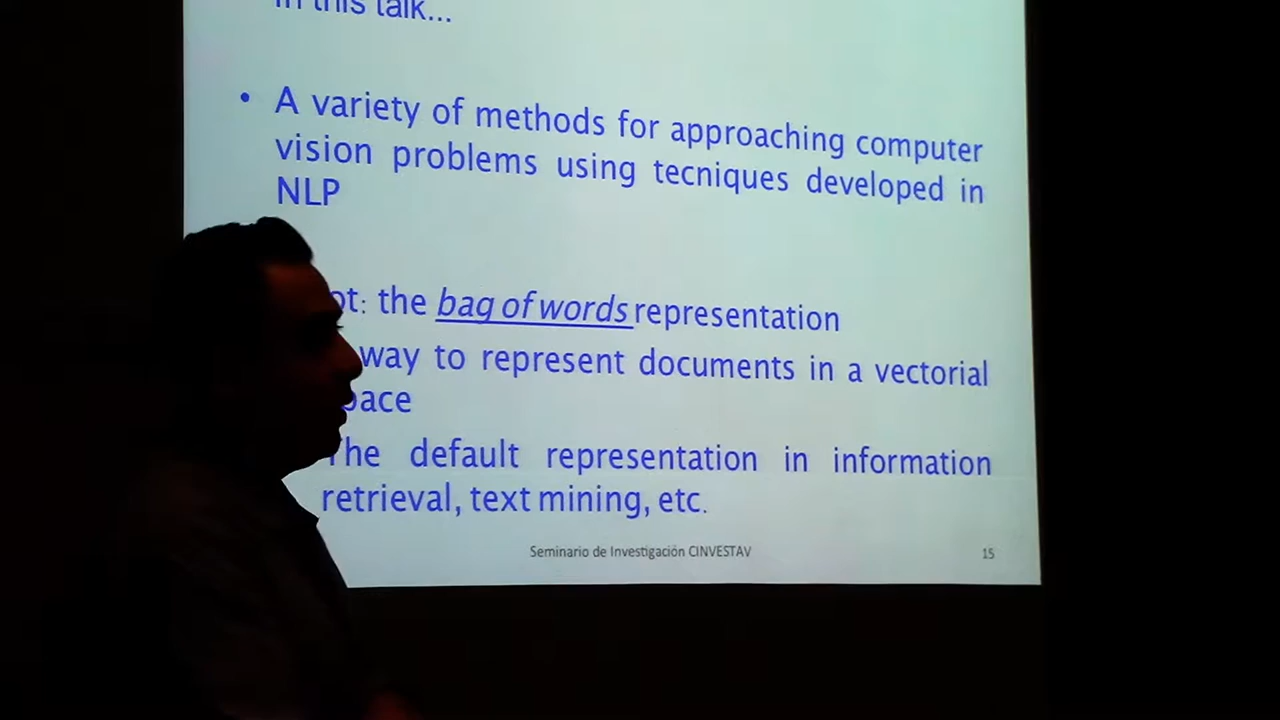 In this talk...
• A variety of methods for approaching computer
vision problems using tecniques developed in
NLP
the bag of words representation
way to represent documents in a vectorial
The default representation in information
retrieval, text mining, etc.
Seminario de Investigación CINVESTAV
15